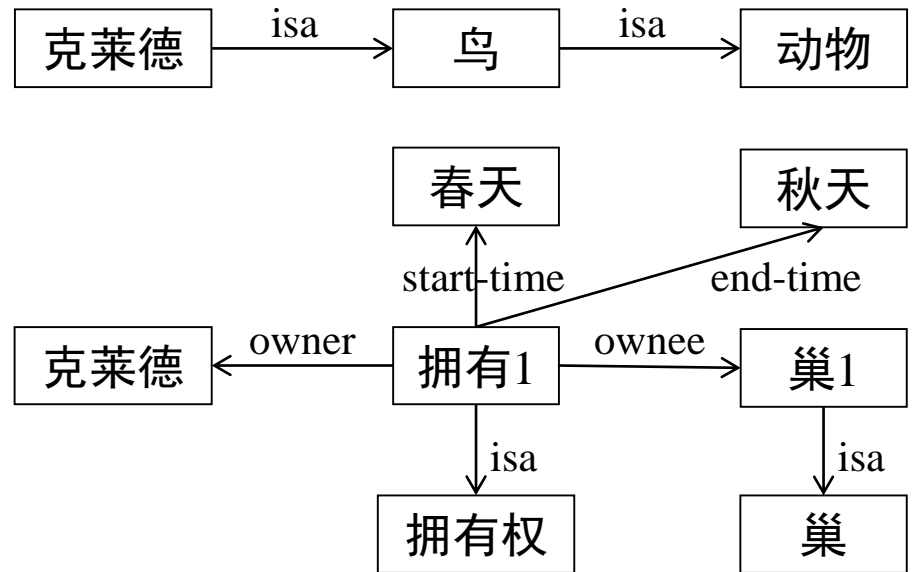 isa isa
克莱德 鸟 动物
春天 秋天
start-time end-time
owner ownee
克莱德 拥有1 巢1
isa isa
拥有权 巢